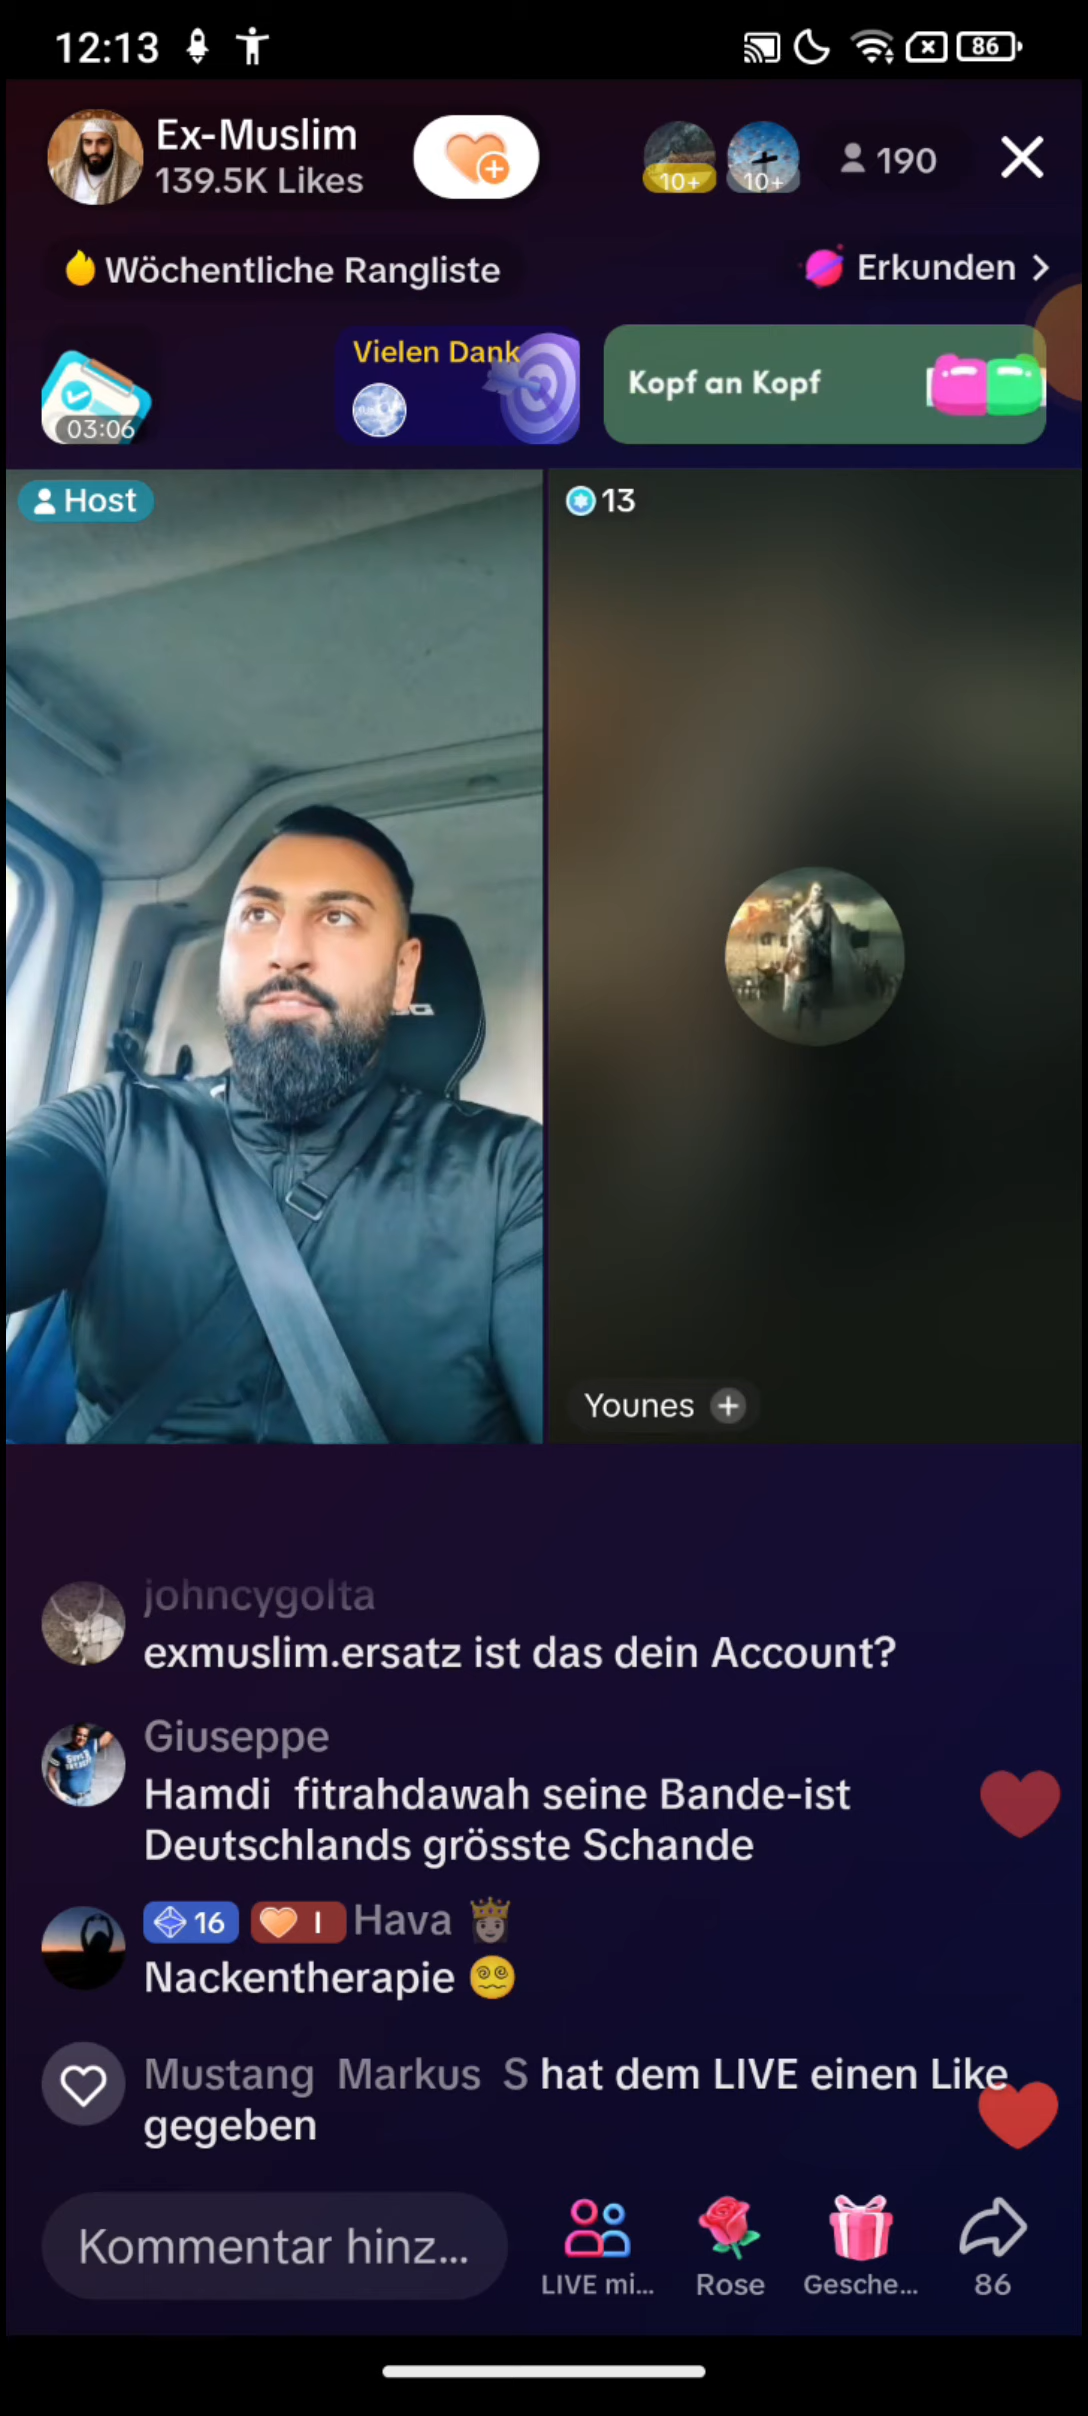 12:13
86
Ex-Muslim
139.5K Likes
10+
10+
190
Wöchentliche Rangliste
Erkunden
03:06
Vielen Dank
Kopf an Kopf
Host
13
Younes
johncygolta
exmuslim.ersatz ist das dein Account?
Giuseppe
Hamdi fitrahdawah seine Bande-ist
Deutschlands grösste Schande
16 I Hava
Nackentherapie
Mustang Markus S hat dem LIVE einen Like
gegeben
Kommentar hinz...
LIVE mi...
Rose
Gesche...
86